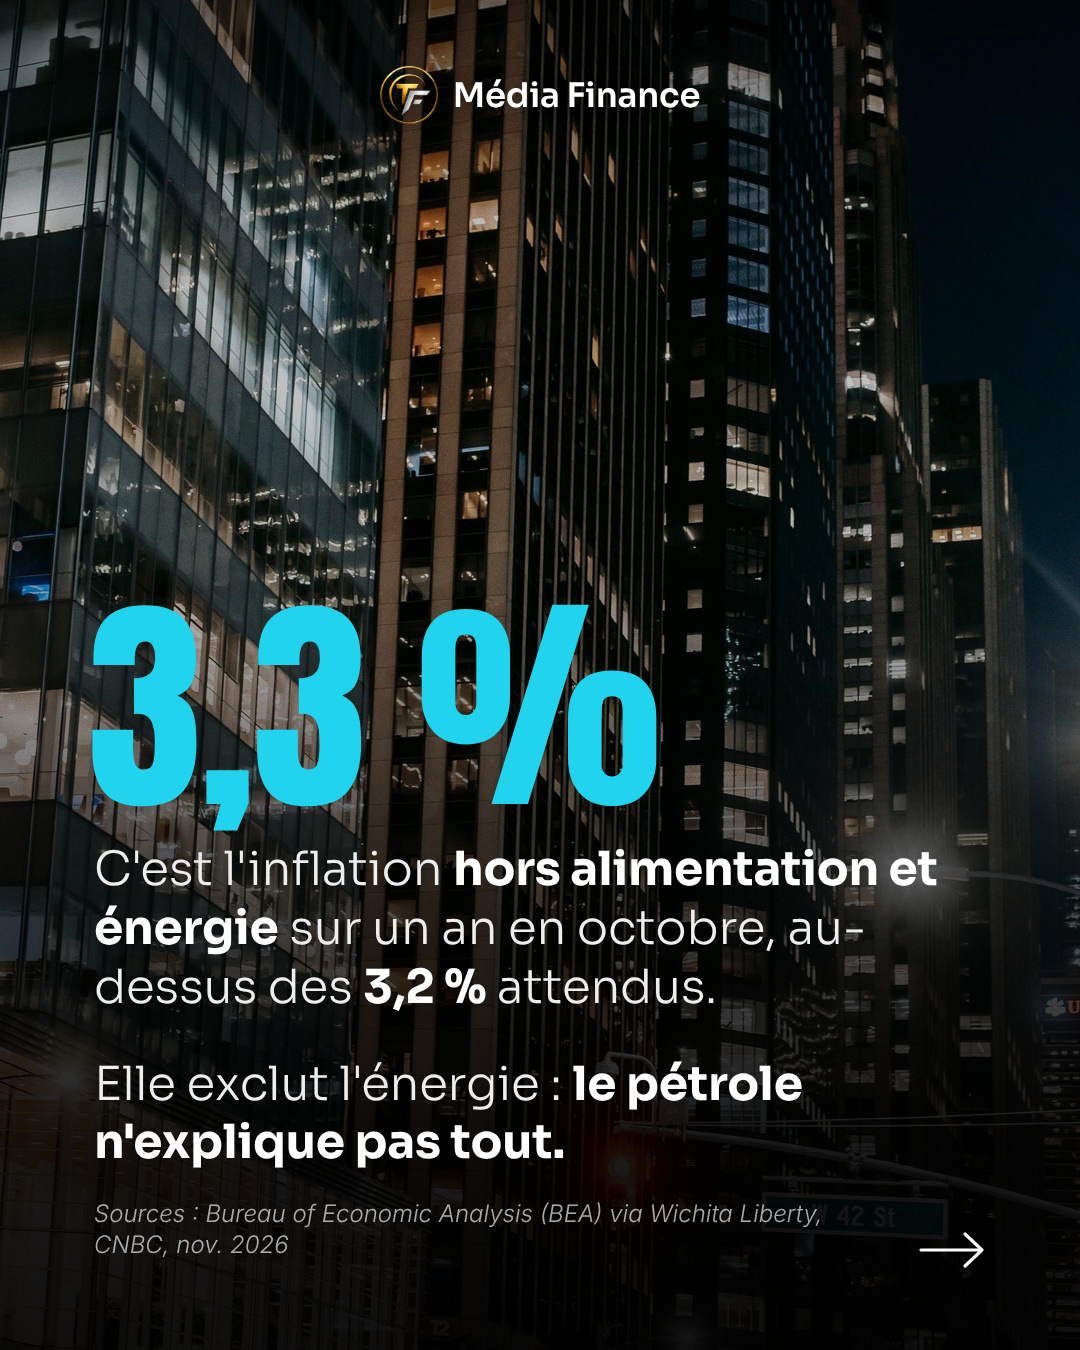 TF Média Finance
3,3 %
C'est l'inflation hors alimentation et
énergie sur un an en octobre, au-
dessus des 3,2 % attendus.
Elle exclut l'énergie : le pétrole
n'explique pas tout.
Sources : Bureau of Economic Analysis (BEA) via Wichita Liberty,
CNBC, nov. 2026
42 St